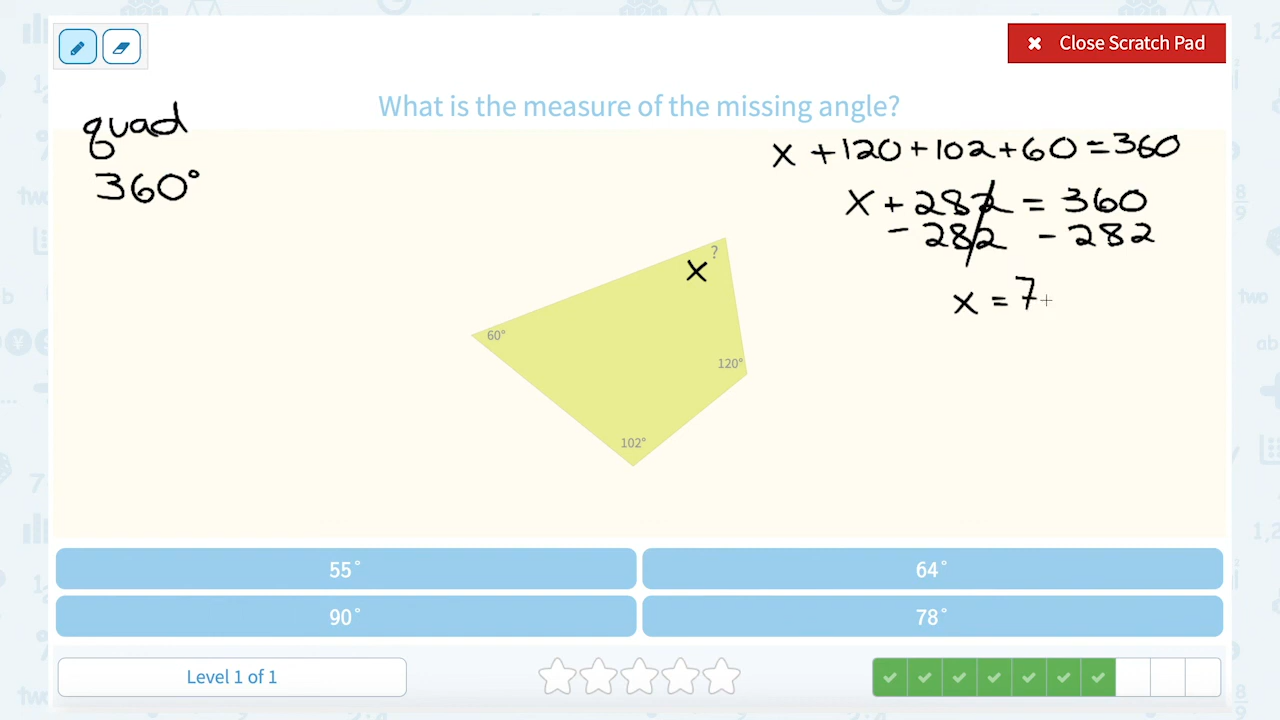 Close Scratch Pad
What is the measure of the missing angle?
quad
360°
x + 120 + 102 + 60 = 360
x + 282 = 360
- 282 - 282
x = 7
?
x
60°
120°
102°
55°
64°
90°
78°
Level 1 of 1